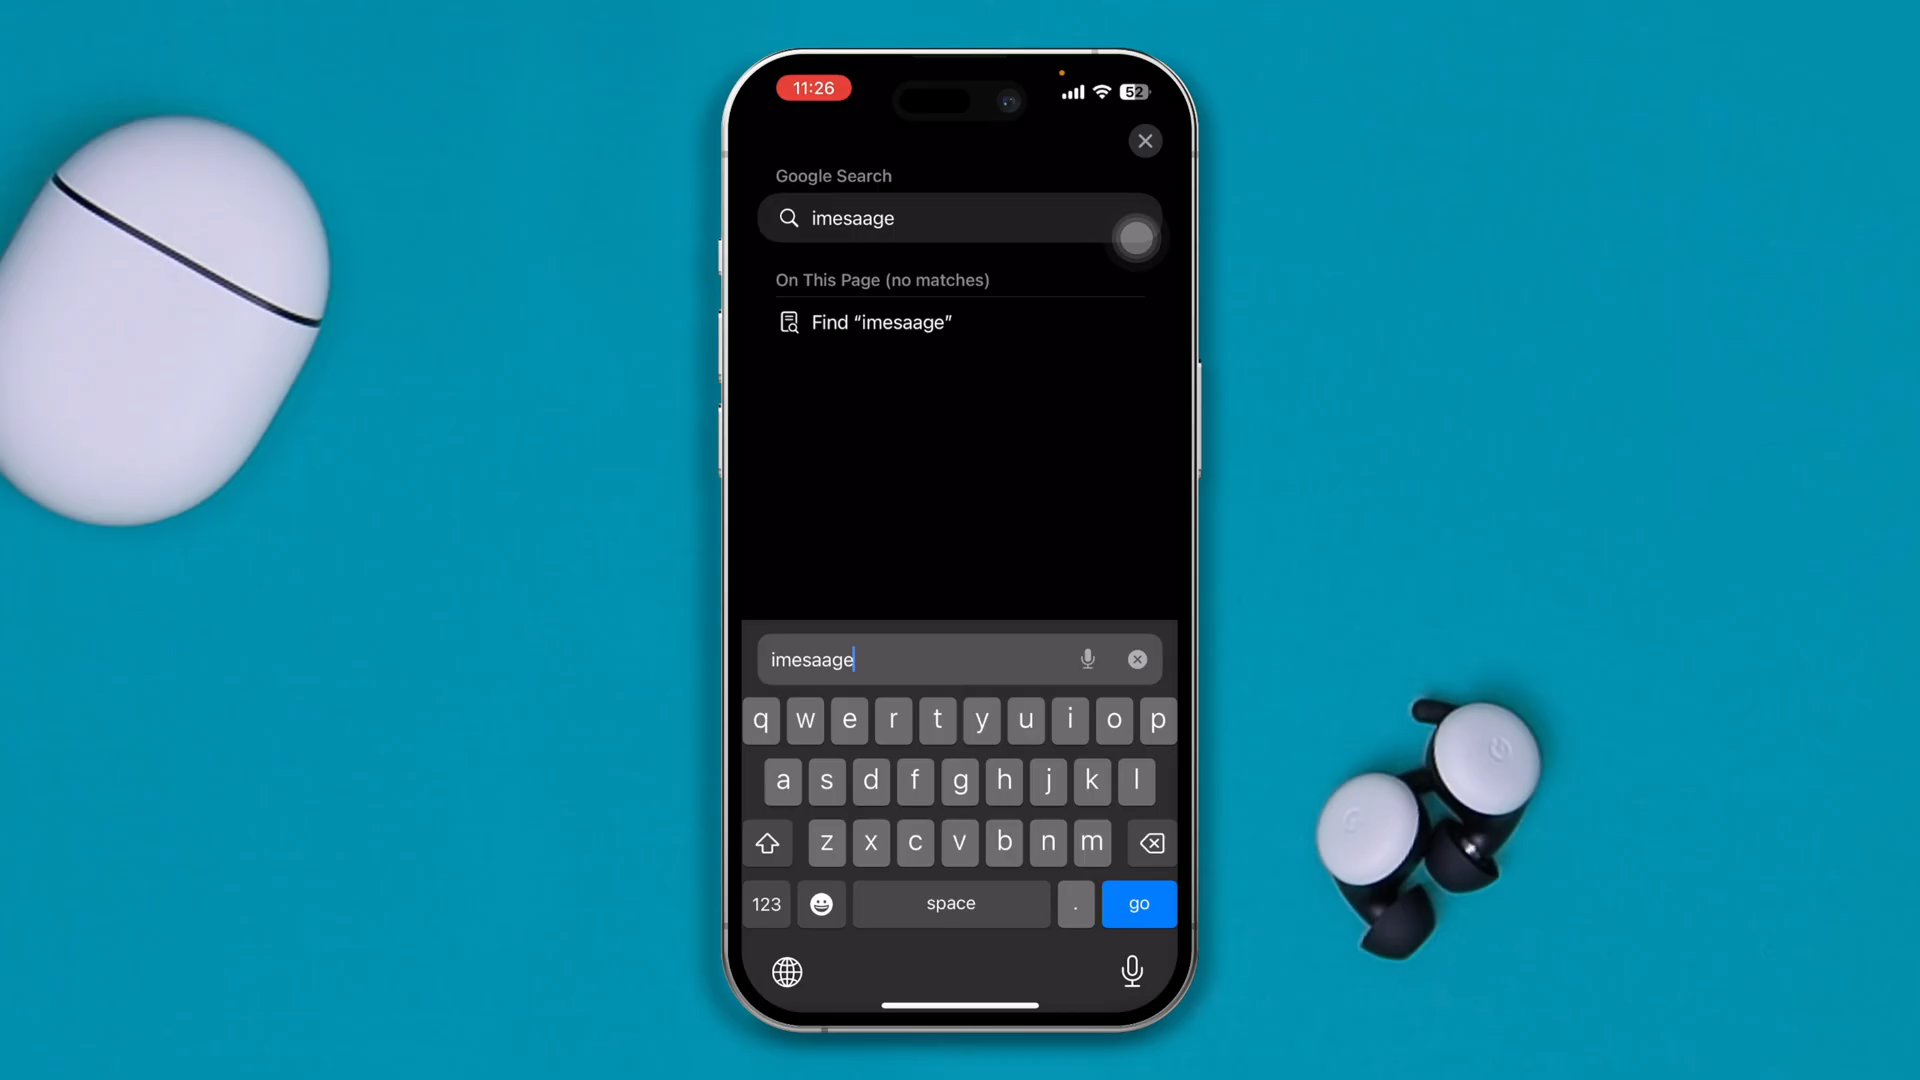 11:26
52
Google Search
imesaage
On This Page (no matches)
Find “imesaage”
imesaage
q w e r t y u i o p
a s d f g h j k l
z x c v b n m
123 space . go